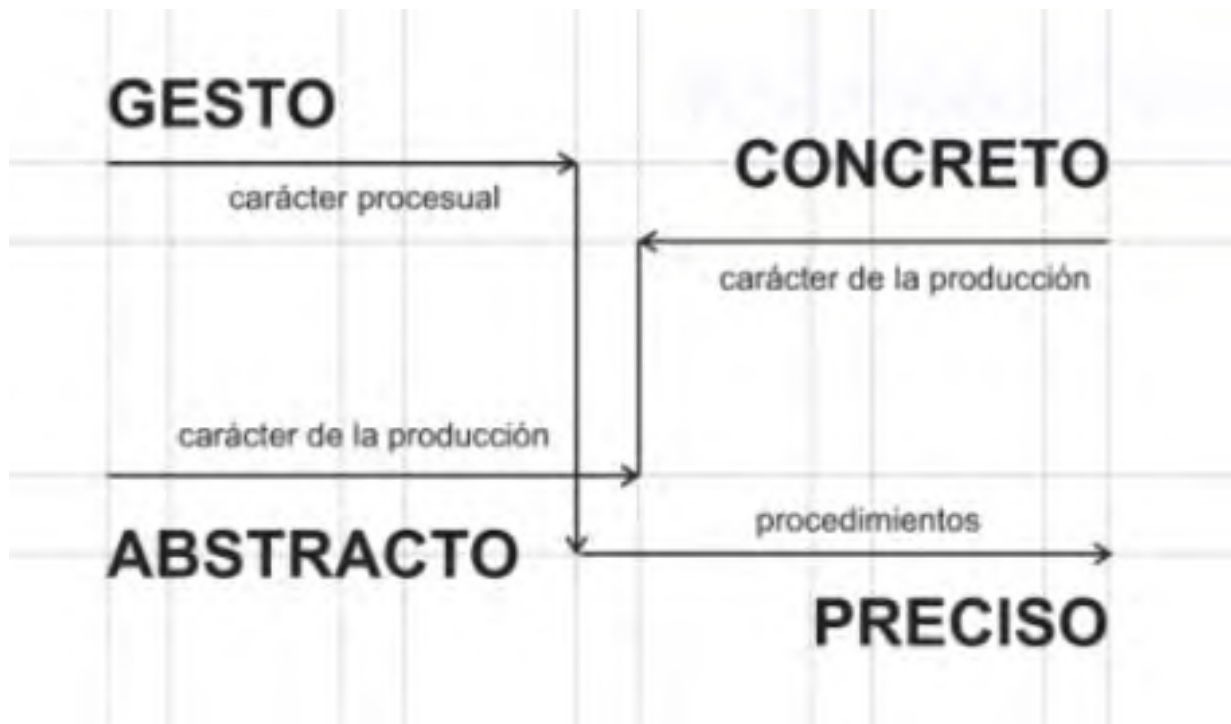 GESTO
carácter procesual
CONCRETO
carácter de la producción
carácter de la producción
ABSTRACTO
procedimientos
PRECISO